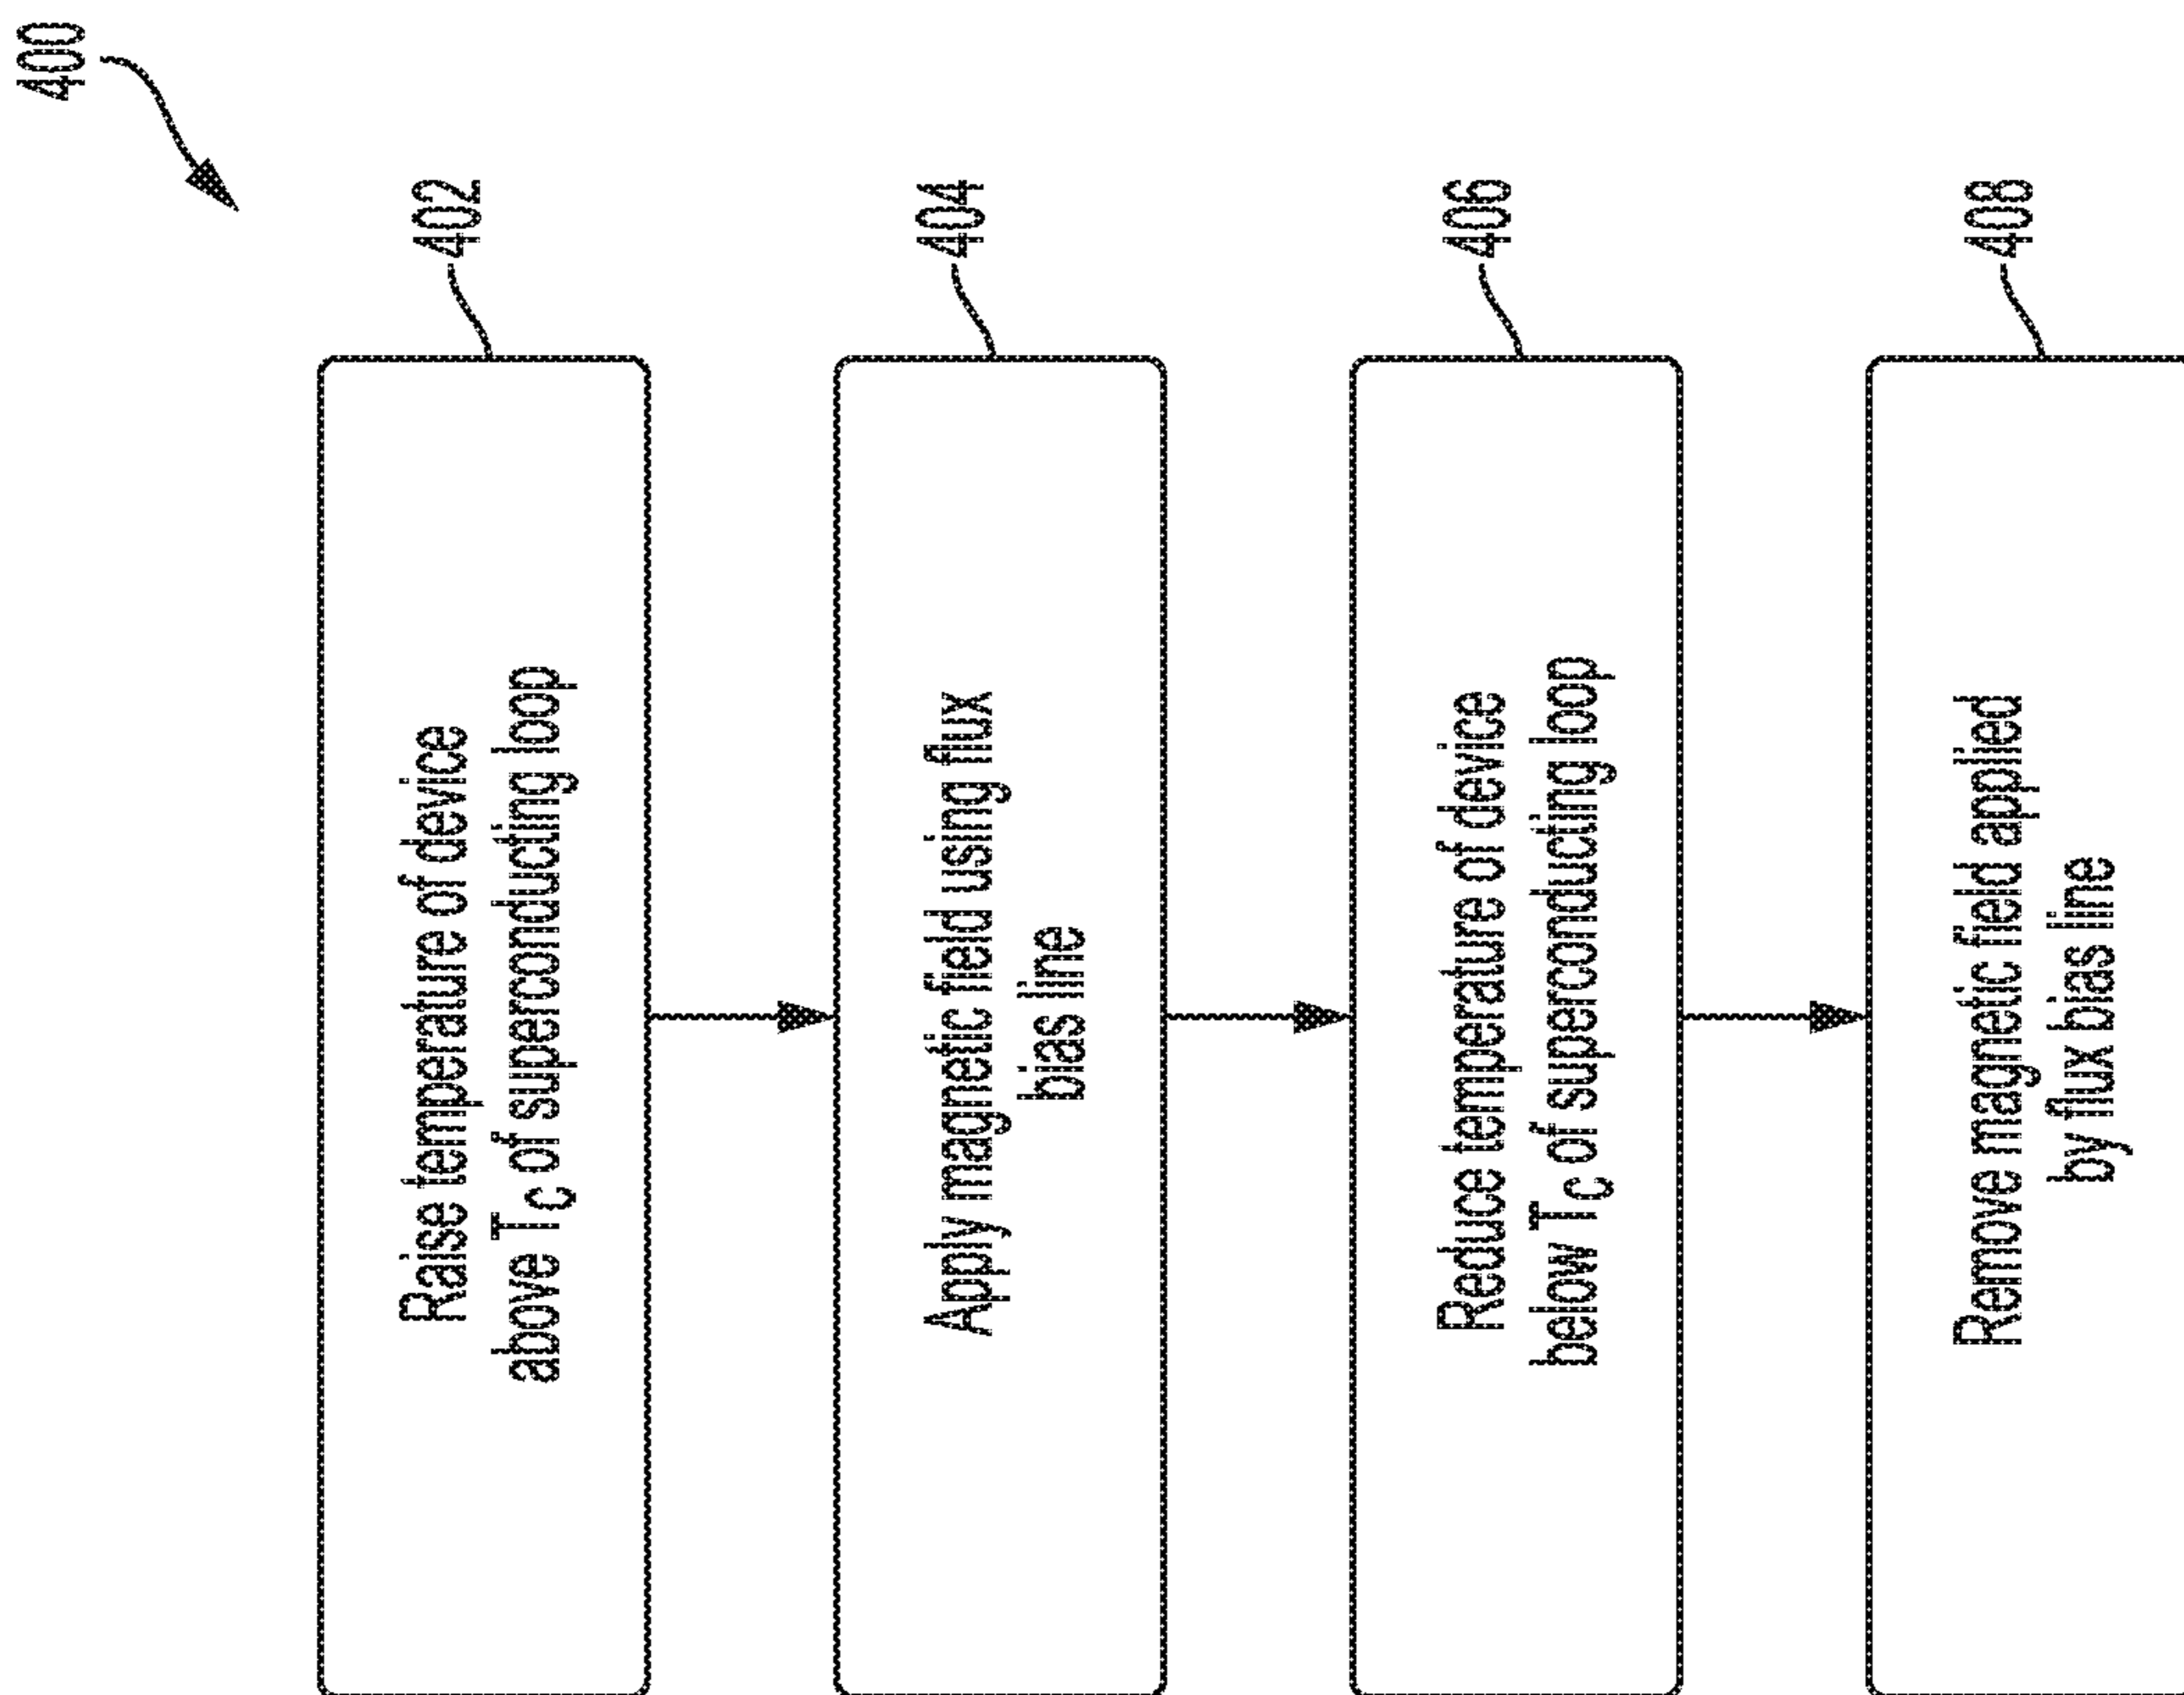 400
402
Raise temperature of device
above TC of superconducting loop
404
Apply magnetic field using flux
bias line
406
Reduce temperature of device
below TC of superconducting loop
408
Remove magnetic field applied
by flux bias line